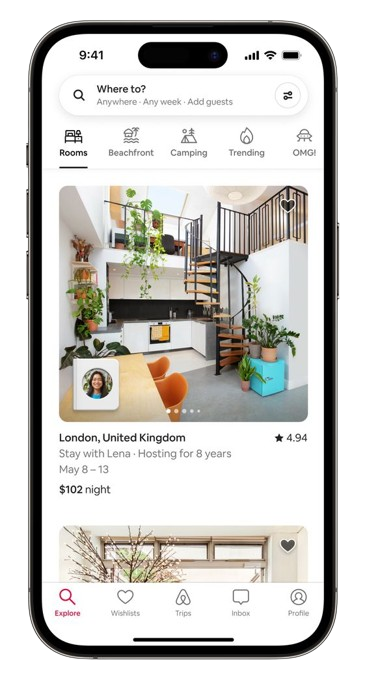 9:41
Where to?
Anywhere · Any week · Add guests
Rooms
Beachfront
Camping
Trending
OMG!
London, United Kingdom
★ 4.94
Stay with Lena · Hosting for 8 years
May 8 – 13
$102 night
Explore
Wishlists
Trips
Inbox
Profile